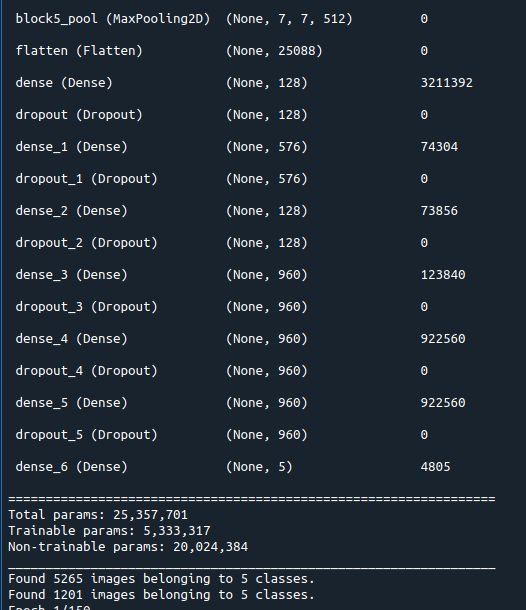 block5_pool (MaxPooling2D) (None, 7, 7, 512) 0
flatten (Flatten) (None, 25088) 0
dense (Dense) (None, 128) 3211392
dropout (Dropout) (None, 128) 0
dense_1 (Dense) (None, 576) 74304
dropout_1 (Dropout) (None, 576) 0
dense_2 (Dense) (None, 128) 73856
dropout_2 (Dropout) (None, 128) 0
dense_3 (Dense) (None, 960) 123840
dropout_3 (Dropout) (None, 960) 0
dense_4 (Dense) (None, 960) 922560
dropout_4 (Dropout) (None, 960) 0
dense_5 (Dense) (None, 960) 922560
dropout_5 (Dropout) (None, 960) 0
dense_6 (Dense) (None, 5) 4805
=================================================================
Total params: 25,357,701
Trainable params: 5,333,317
Non-trainable params: 20,024,384
_________________________________________________________________
Found 5265 images belonging to 5 classes.
Found 1201 images belonging to 5 classes.
Epoch 1/150